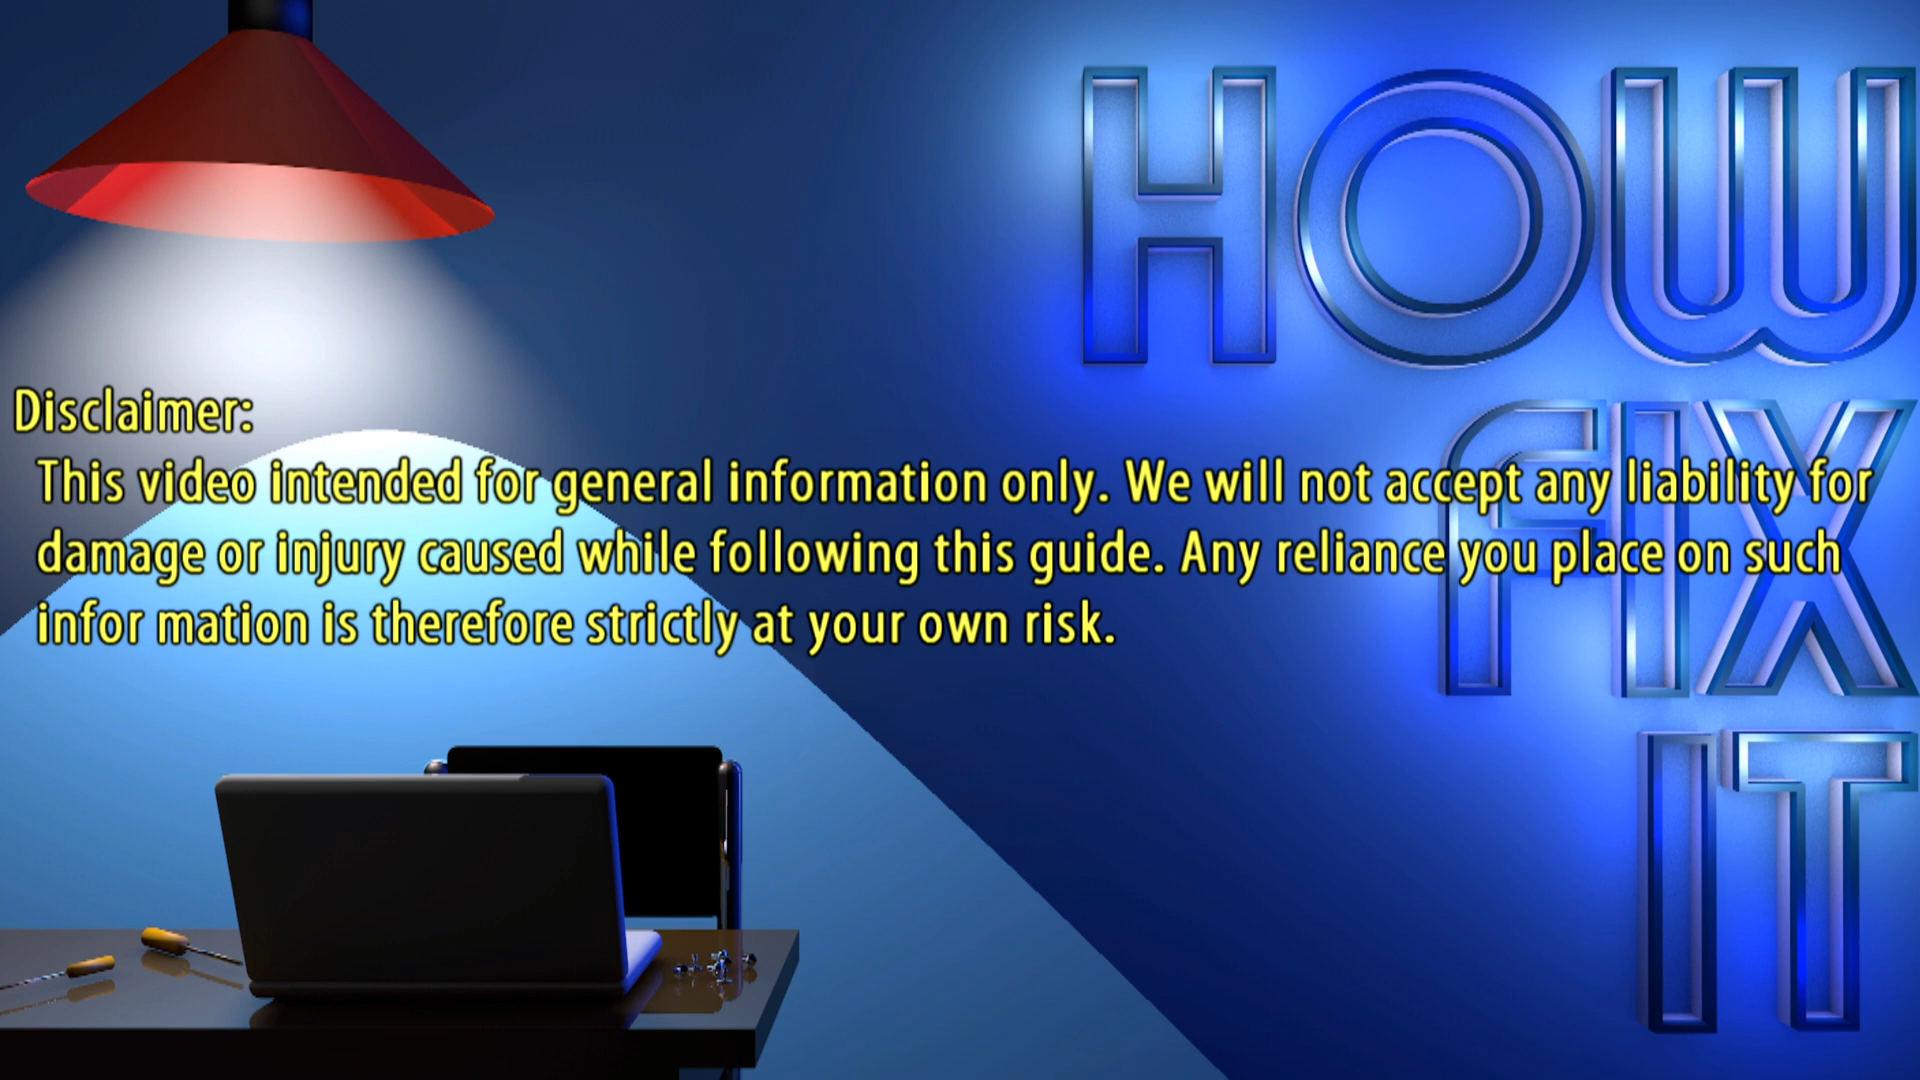 HOW
FIX
IT
Disclaimer:
This video intended for general information only. We will not accept any liability for
damage or injury caused while following this guide. Any reliance you place on such
infor mation is therefore strictly at your own risk.